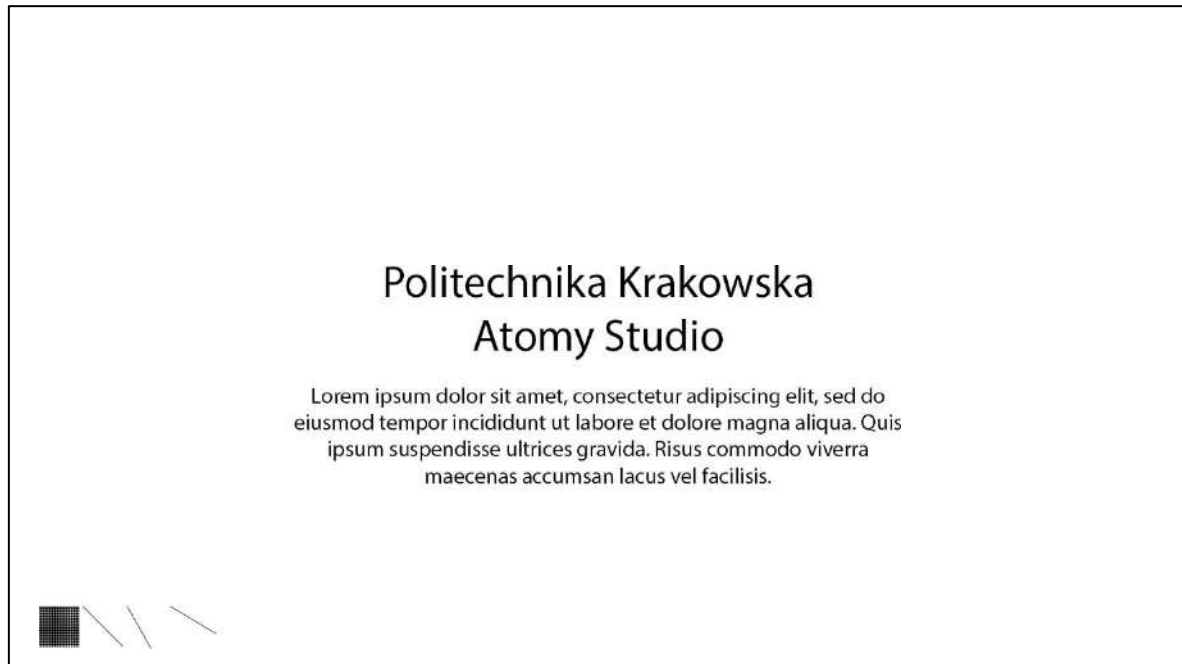 Politechnika Krakowska
Atomy Studio
Lorem ipsum dolor sit amet, consectetur adipiscing elit, sed do
eiusmod tempor incididunt ut labore et dolore magna aliqua. Quis
ipsum suspendisse ultrices gravida. Risus commodo viverra
maecenas accumsan lacus vel facilisis.